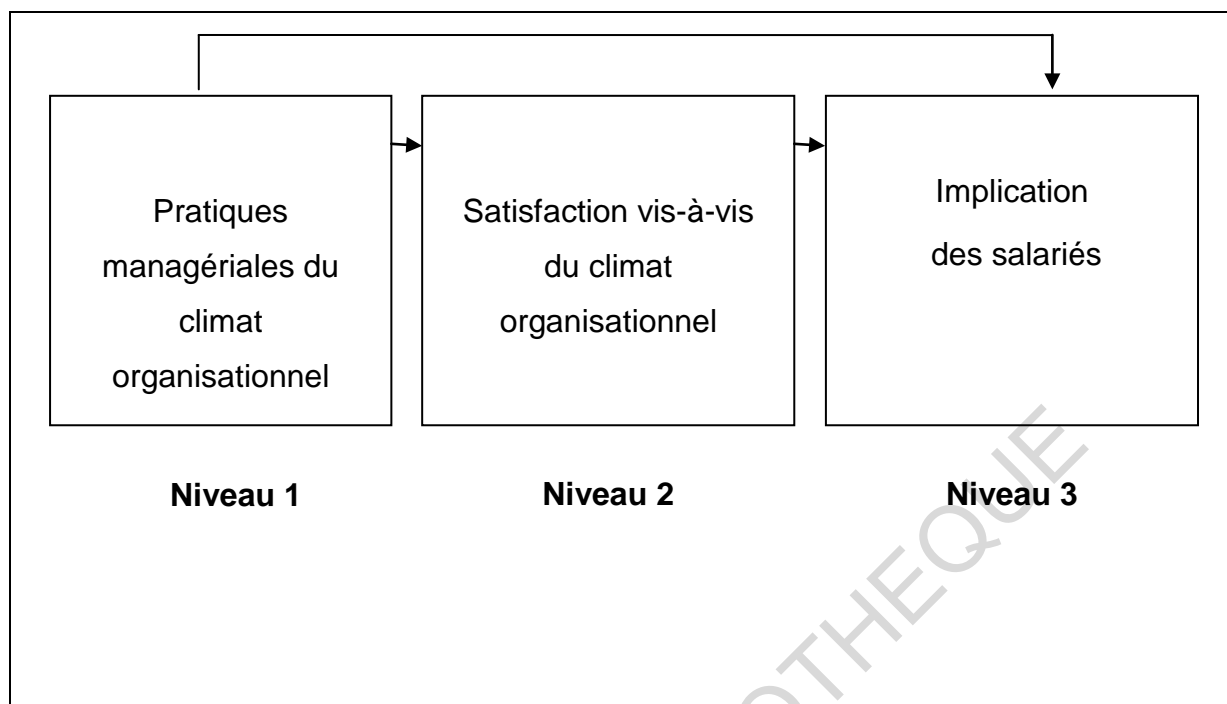 Pratiques
managériales du
climat
organisationnel
Satisfaction vis-à-vis
du climat
organisationnel
Implication
des salariés
Niveau 1
Niveau 2
Niveau 3
OTHEQUE